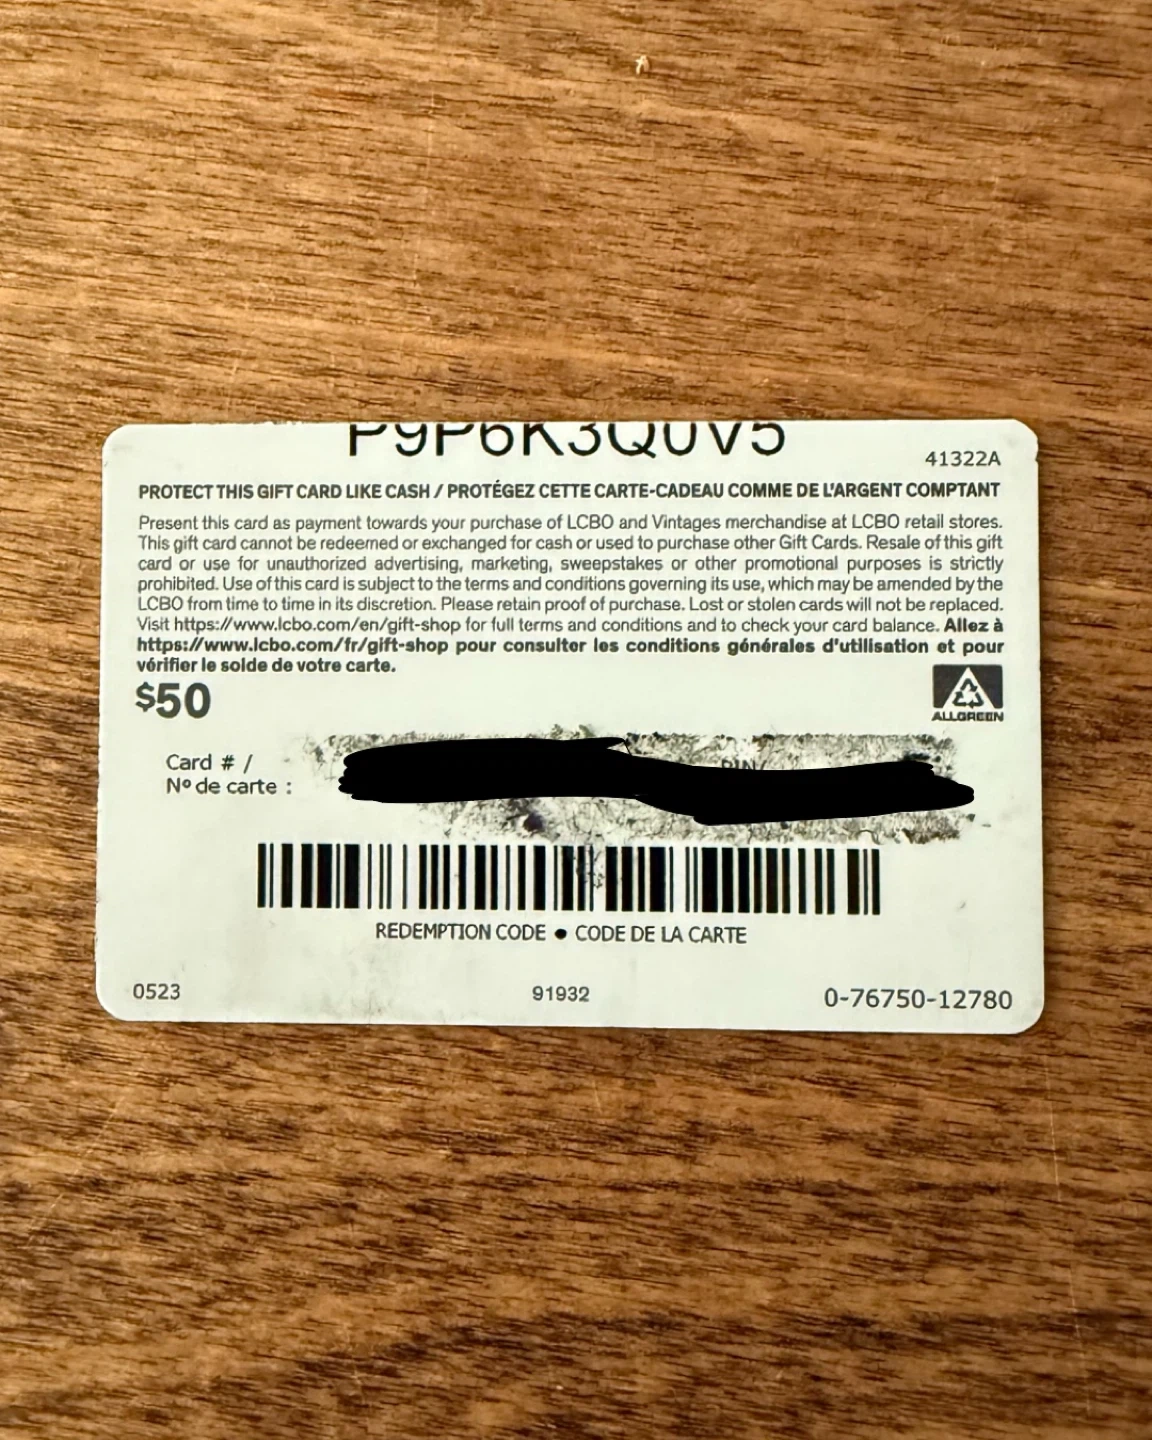 P9P6K3QUV5
41322A
PROTECT THIS GIFT CARD LIKE CASH / PROTÉGEZ CETTE CARTE-CADEAU COMME DE L'ARGENT COMPTANT
Present this card as payment towards your purchase of LCBO and Vintages merchandise at LCBO retail stores.
This gift card cannot be redeemed or exchanged for cash or used to purchase other Gift Cards. Resale of this gift
card or use for unauthorized advertising, marketing, sweepstakes or other promotional purposes is strictly
prohibited. Use of this card is subject to the terms and conditions governing its use, which may be amended by the
LCBO from time to time in its discretion. Please retain proof of purchase. Lost or stolen cards will not be replaced.
Visit https://www.lcbo.com/en/gift-shop for full terms and conditions and to check your card balance. Allez à
https://www.lcbo.com/fr/gift-shop pour consulter les conditions générales d'utilisation et pour
vérifier le solde de votre carte.
$50
ALLGREEN
Card # /
Nº de carte :
PIN/
REDEMPTION CODE • CODE DE LA CARTE
0523
91932
0-76750-12780